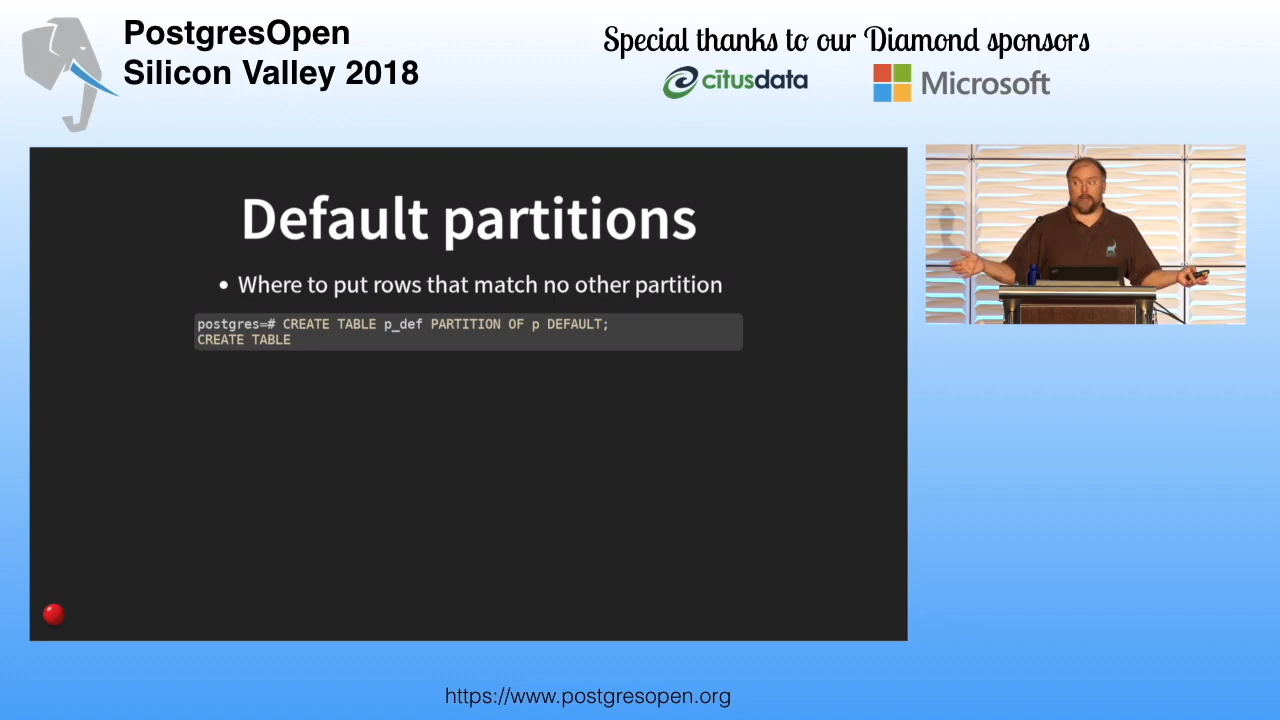 PostgresOpen
Silicon Valley 2018
Special thanks to our Diamond sponsors
citusdata
Microsoft
Default partitions
• Where to put rows that match no other partition
postgres=# CREATE TABLE p_def PARTITION OF p DEFAULT;
CREATE TABLE
https://www.postgresopen.org